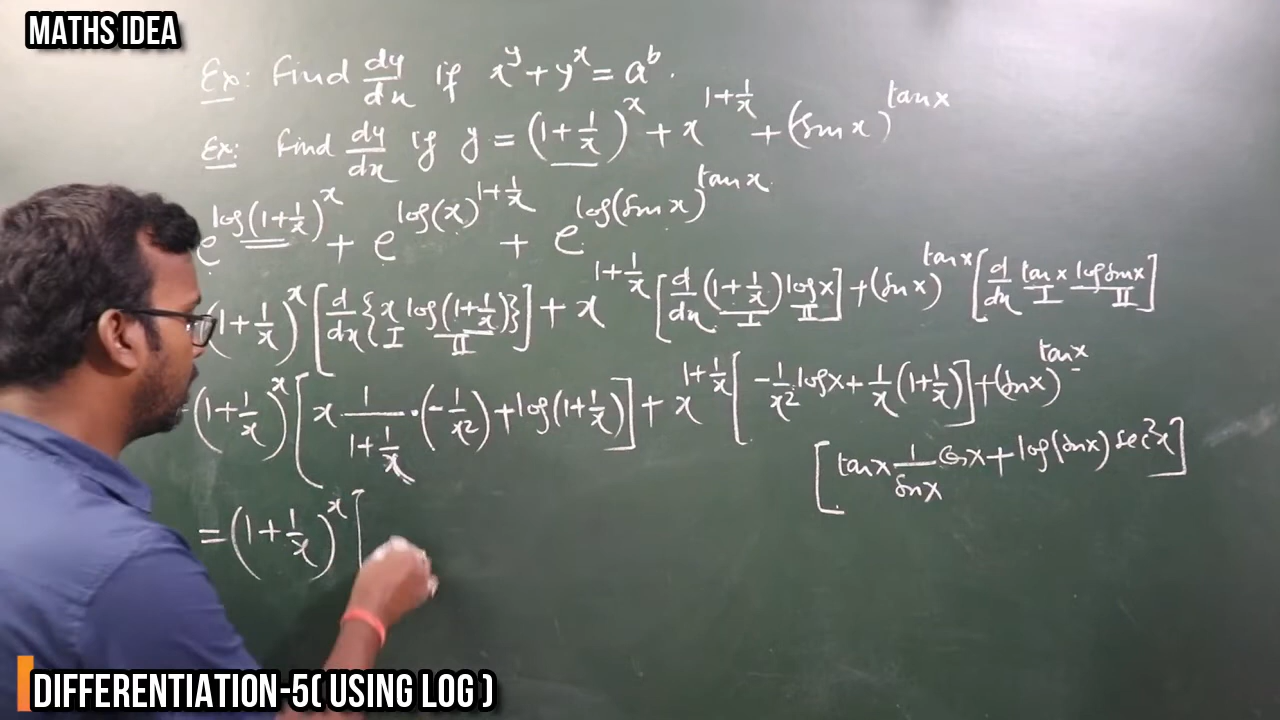 MATHS IDEA
Ex: Find dy/dx if x^y + y^x = a^b.
Ex: Find dy/dx if y = (1+1/x)^x + x^(1+1/x) + (sin x)^(tan x)
e^(log(1+1/x)^x) + e^(log(x)^(1+1/x)) + e^(log(sin x)^(tan x))
(1+1/x)^x [d/dx {x log(1+1/x)}] + x^(1+1/x) [d/dx (1+1/x) log x] + (sin x)^(tan x) [d/dx tan x log sin x]
I II I II I II
(1+1/x)^x [x · 1/(1+1/x) · (-1/x²) + log(1+1/x)] + x^(1+1/x) [-1/x² log x + 1/x (1+1/x)] + (sin x)^(tan x)
[tan x 1/sin x cos x + log(sin x) sec²x]
= (1+1/x)^x [
DIFFERENTIATION-5( USING LOG )